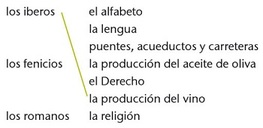 los iberos el alfabeto
la lengua
puentes, acueductos y carreteras
los fenicios la producción del aceite de oliva
el Derecho
la producción del vino
los romanos la religión